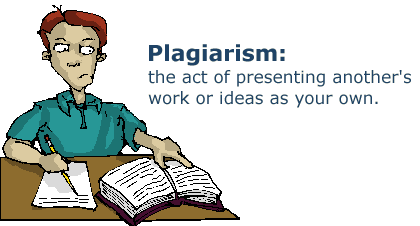 Plagiarism:
the act of presenting another's
work or ideas as your own.